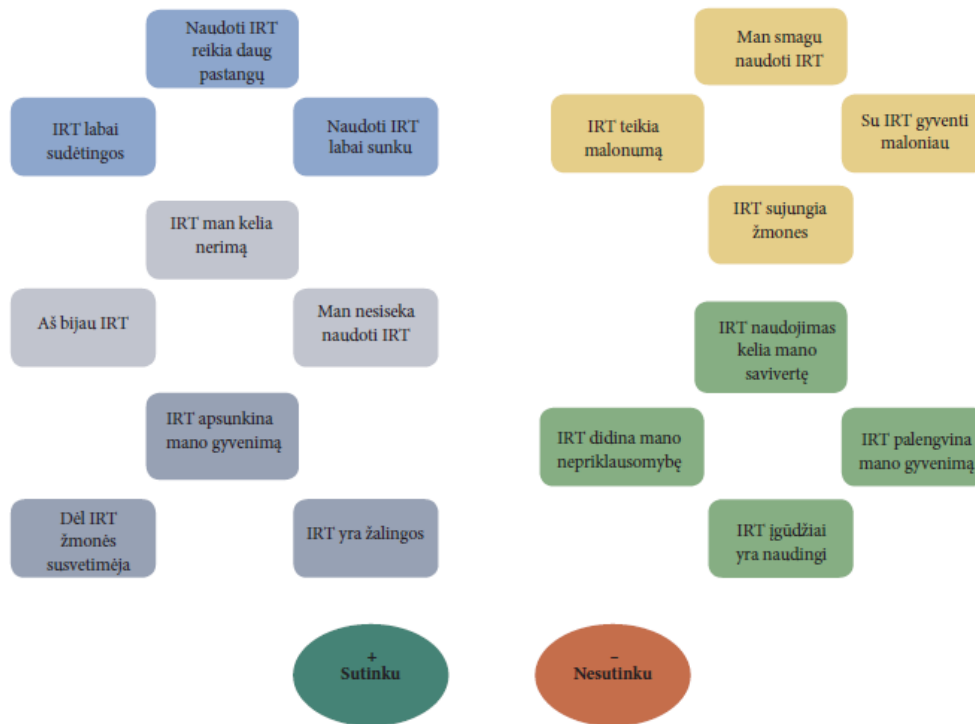 Naudoti IRT
reikia daug
pastangų
IRT labai
sudėtingos
Naudoti IRT
labai sunku
IRT man kelia
nerimą
Aš bijau IRT
Man nesiseka
naudoti IRT
IRT apsunkina
mano gyvenimą
Dėl IRT
žmonės
susvetimėja
IRT yra žalingos
Man smagu
naudoti IRT
IRT teikia
malonumą
Su IRT gyventi
maloniau
IRT sujungia
žmones
IRT naudojimas
kelia mano
savivertę
IRT didina mano
nepriklausomybę
IRT palengvina
mano gyvenimą
IRT įgūdžiai
yra naudingi
+
Sutinku
–
Nesutinku